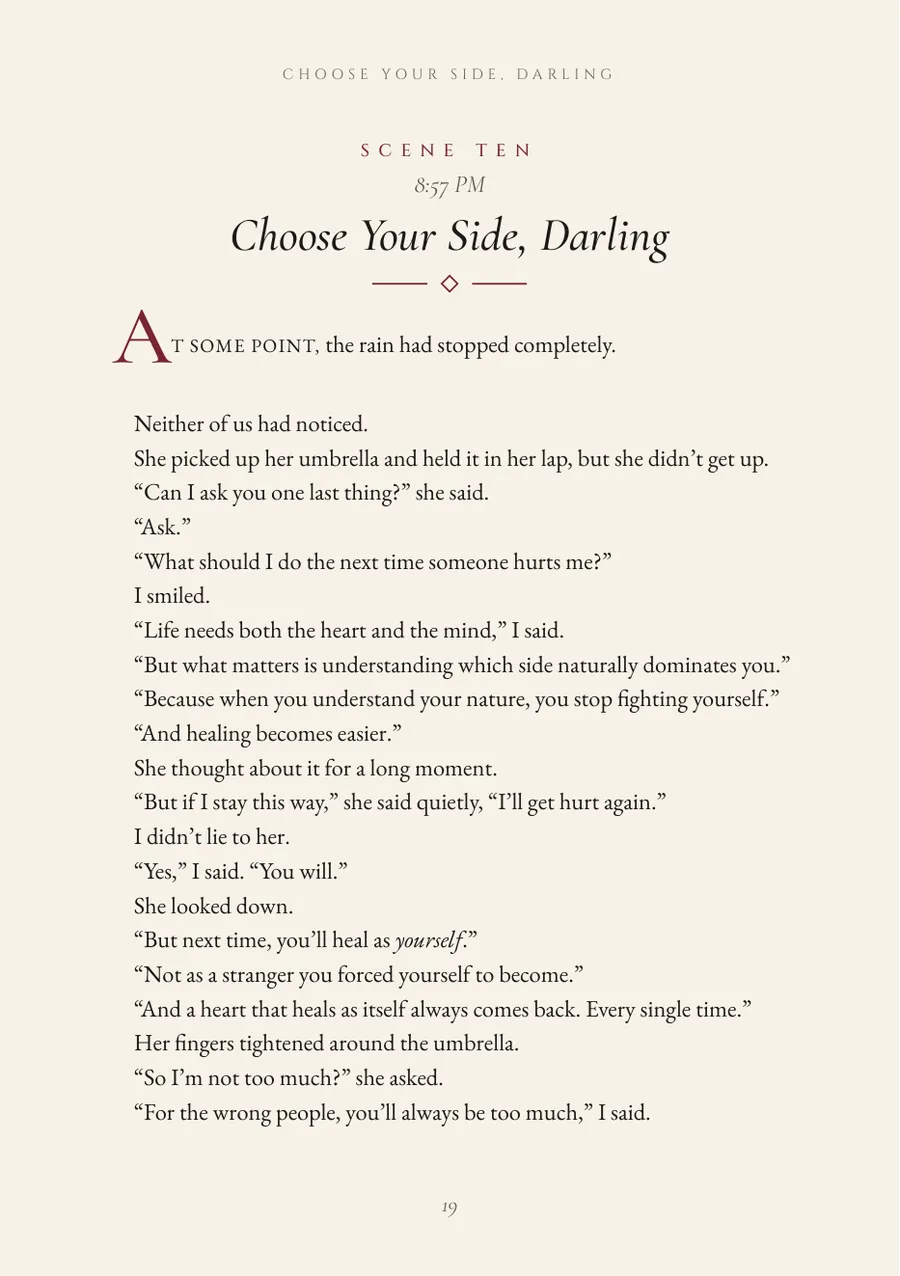 CHOOSE YOUR SIDE, DARLING
SCENE TEN
8:57 PM
Choose Your Side, Darling
AT SOME POINT, the rain had stopped completely.
Neither of us had noticed.
She picked up her umbrella and held it in her lap, but she didn’t get up.
“Can I ask you one last thing?” she said.
“Ask.”
“What should I do the next time someone hurts me?”
I smiled.
“Life needs both the heart and the mind,” I said.
“But what matters is understanding which side naturally dominates you.”
“Because when you understand your nature, you stop fighting yourself.”
“And healing becomes easier.”
She thought about it for a long moment.
“But if I stay this way,” she said quietly, “I’ll get hurt again.”
I didn’t lie to her.
“Yes,” I said. “You will.”
She looked down.
“But next time, you’ll heal as yourself.”
“Not as a stranger you forced yourself to become.”
“And a heart that heals as itself always comes back. Every single time.”
Her fingers tightened around the umbrella.
“So I’m not too much?” she asked.
“For the wrong people, you’ll always be too much,” I said.
19